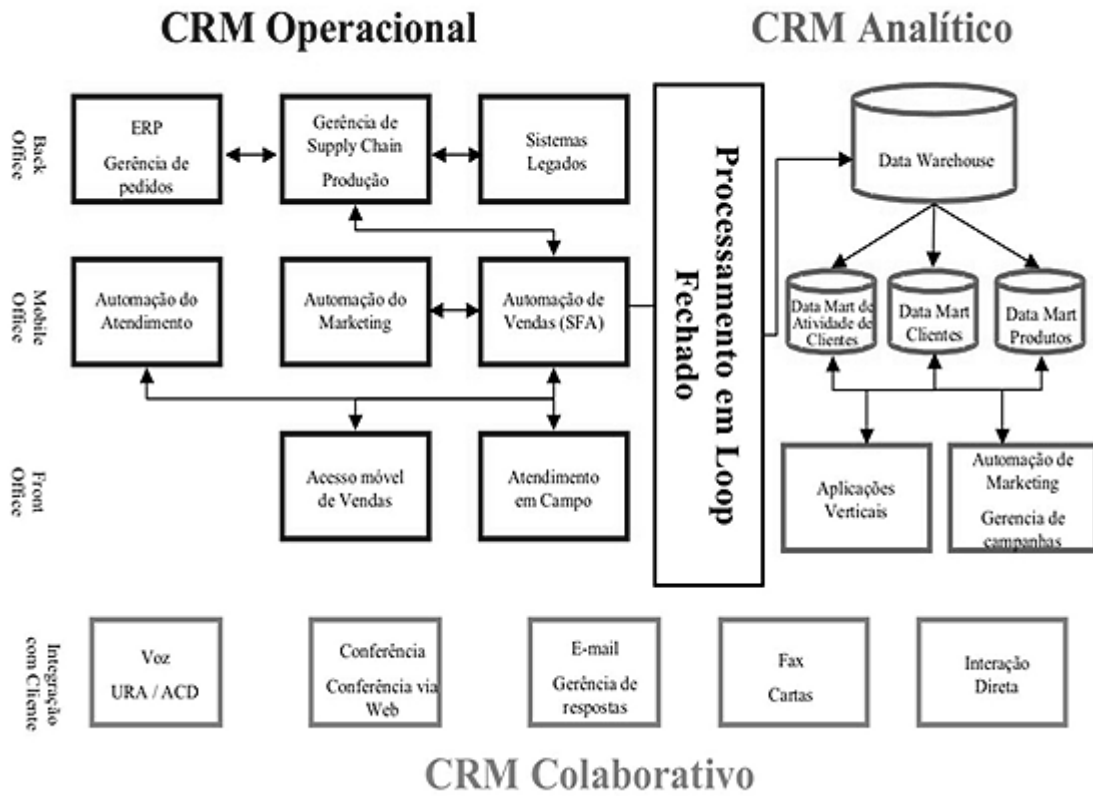 CRM Operacional
CRM Analítico
Back
Office
ERP
Gerência de
pedidos
Gerência de
Supply Chain
Produção
Sistemas
Legados
Processamento em Loop
Fechado
Data Warehouse
Mobile
Office
Automação do
Atendimento
Automação do
Marketing
Automação de
Vendas (SFA)
Data Mart de
Atividade de
Clientes
Data Mart
Clientes
Data Mart
Produtos
Front
Office
Acesso móvel
de Vendas
Atendimento
em Campo
Aplicações
Verticais
Automação de
Marketing
Gerencia de
campanhas
Integração
com Cliente
Voz
URA / ACD
Conferência
Conferência via
Web
E-mail
Gerência de
respostas
Fax
Cartas
Interação
Direta
CRM Colaborativo